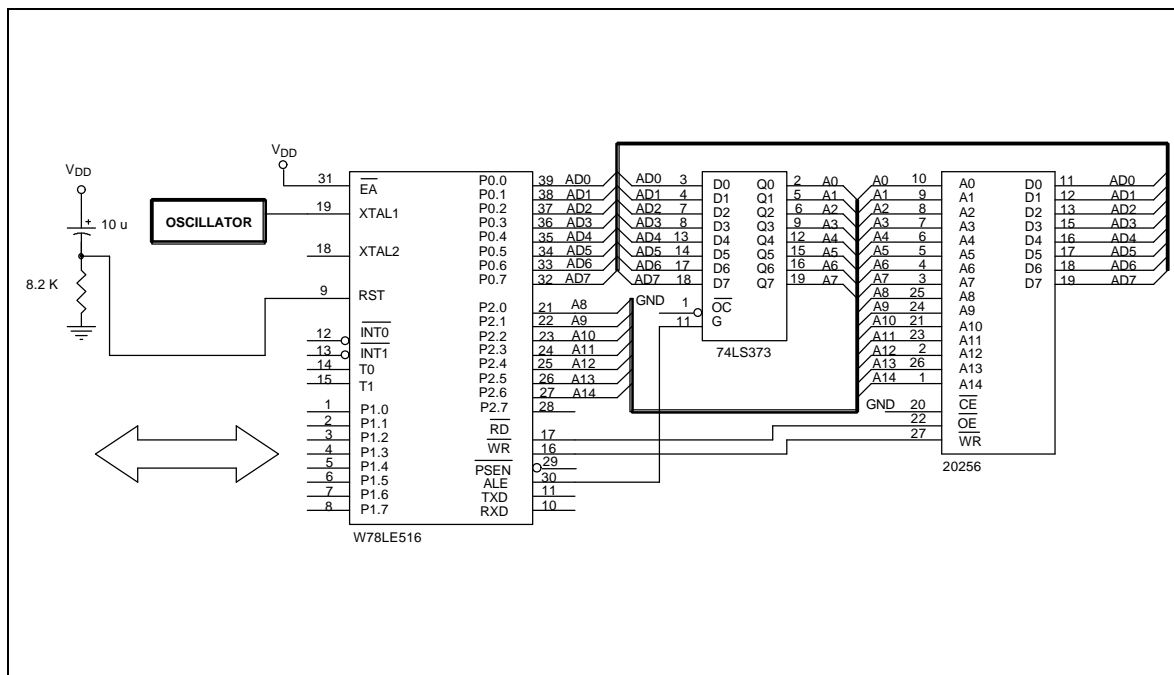 VDD
10 u
8.2 K
OSCILLATOR
VDD
31 EA
19 XTAL1
18 XTAL2
9 RST
12 INT0
13 INT1
14 T0
15 T1
1 P1.0
2 P1.1
3 P1.2
4 P1.3
5 P1.4
6 P1.5
7 P1.6
8 P1.7
P0.0 39 AD0
P0.1 38 AD1
P0.2 37 AD2
P0.3 36 AD3
P0.4 35 AD4
P0.5 34 AD5
P0.6 33 AD6
P0.7 32 AD7
P2.0 21 A8
P2.1 22 A9
P2.2 23 A10
P2.3 24 A11
P2.4 25 A12
P2.5 26 A13
P2.6 27 A14
P2.7 28
RD 17
WR 16
PSEN 29
ALE 30
TXD 11
RXD 10
W78LE516
AD0 3 D0 Q0 2 A0
AD1 4 D1 Q1 5 A1
AD2 7 D2 Q2 6 A2
AD3 8 D3 Q3 9 A3
AD4 13 D4 Q4 12 A4
AD5 14 D5 Q5 15 A5
AD6 17 D6 Q6 16 A6
AD7 18 D7 Q7 19 A7
GND 1 OC
11 G
74LS373
A0 10 A0 D0 11 AD0
A1 9 A1 D1 12 AD1
A2 8 A2 D2 13 AD2
A3 7 A3 D3 15 AD3
A4 6 A4 D4 16 AD4
A5 5 A5 D5 17 AD5
A6 4 A6 D6 18 AD6
A7 3 A7 D7 19 AD7
A8 25 A8
A9 24 A9
A10 21 A10
A11 23 A11
A12 2 A12
A13 26 A13
A14 1 A14
GND 20 CE
22 OE
27 WR
20256